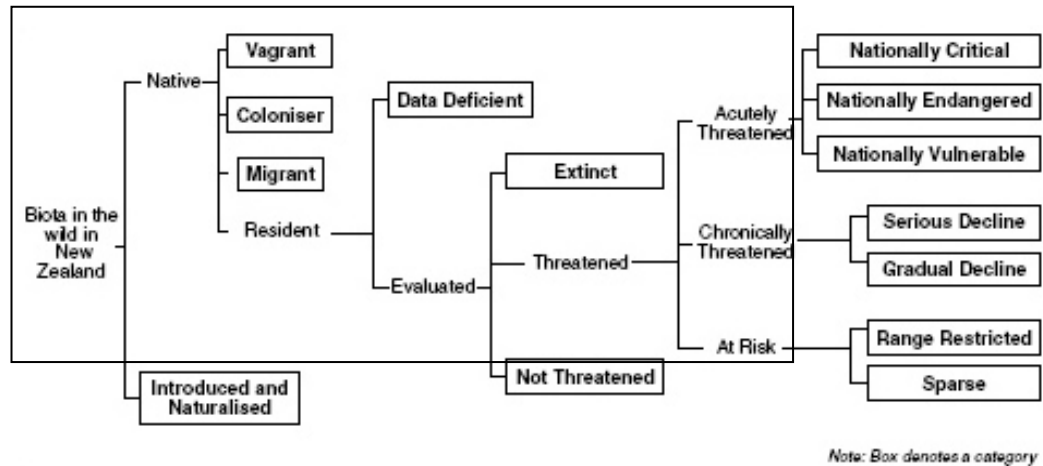 Biota in the
wild in
New
Zealand
Native
Vagrant
Coloniser
Migrant
Resident
Data Deficient
Evaluated
Extinct
Threatened
Acutely
Threatened
Nationally Critical
Nationally Endangered
Nationally Vulnerable
Chronically
Threatened
Serious Decline
Gradual Decline
At Risk
Range Restricted
Sparse
Not Threatened
Introduced and
Naturalised
Note: Box denotes a category